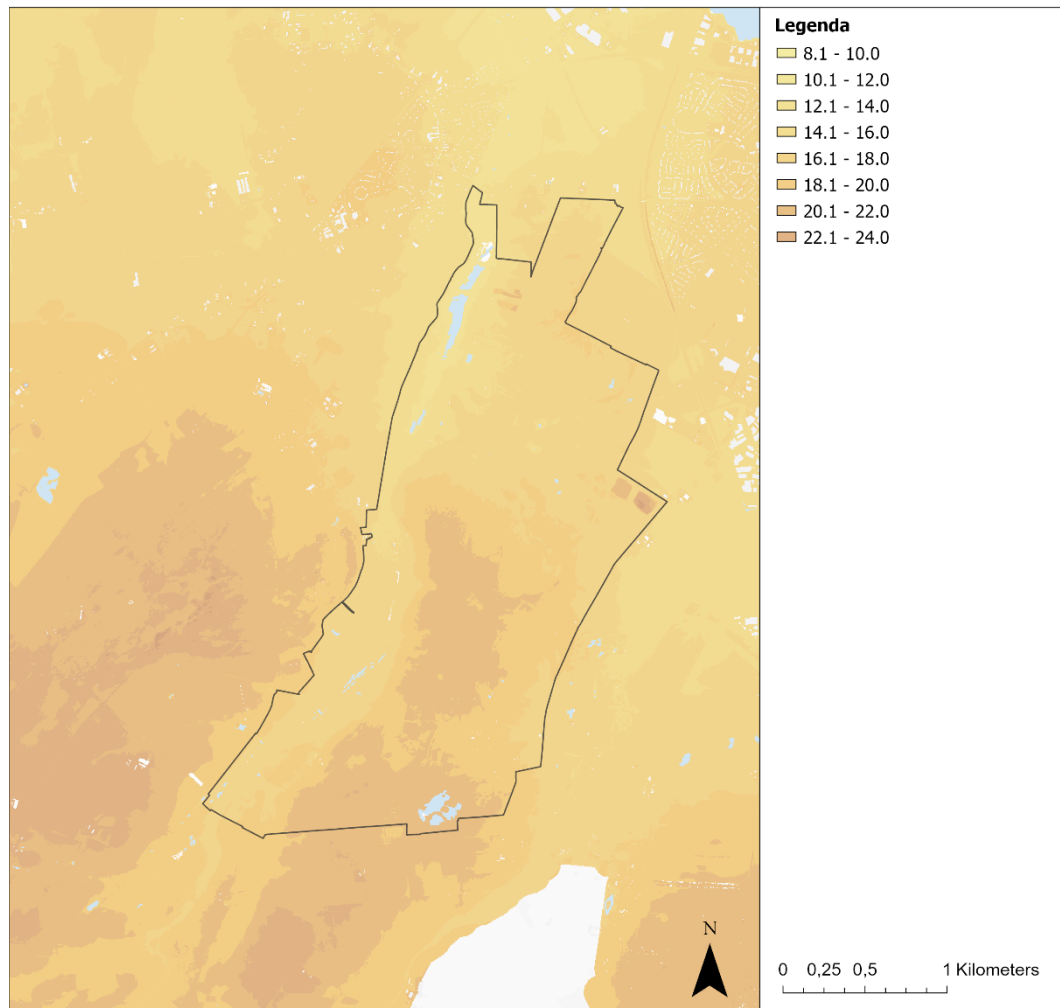 Legenda
8.1 - 10.0
10.1 - 12.0
12.1 - 14.0
14.1 - 16.0
16.1 - 18.0
18.1 - 20.0
20.1 - 22.0
22.1 - 24.0
N
0 0,25 0,5 1 Kilometers